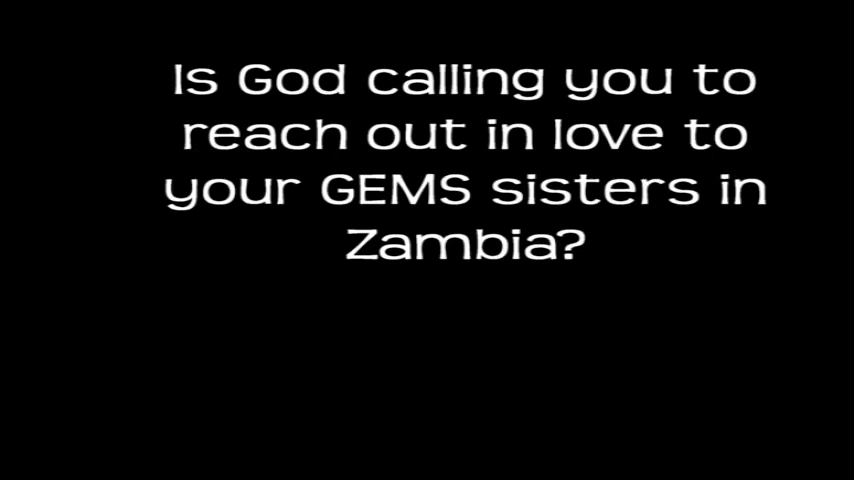 Is God calling you to
reach out in love to
your GEMS sisters in
Zambia?